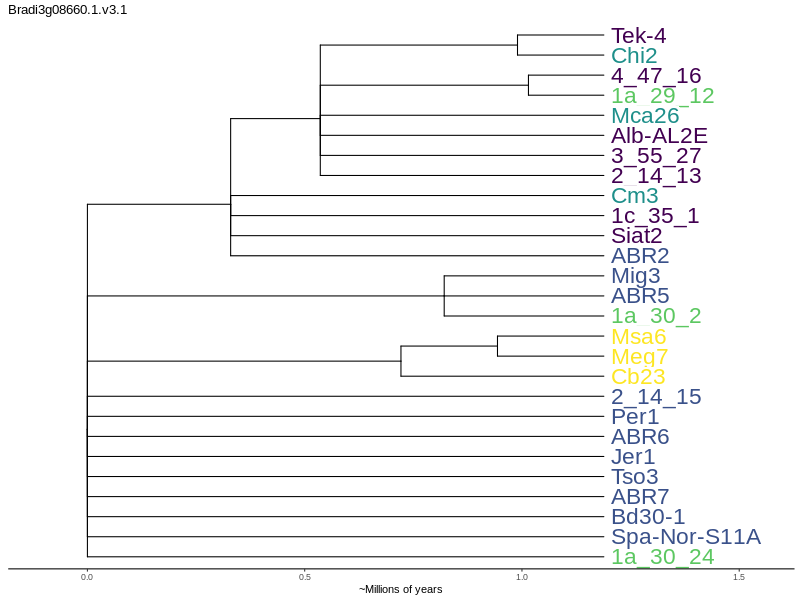 Bradi3g08660.1.v3.1
Tek-4
Chi2
4_47_16
1a_29_12
Mca26
Alb-AL2E
3_55_27
2_14_13
Cm3
1c_35_1
Siat2
ABR2
Mig3
ABR5
1a_30_2
Msa6
Meg7
Cb23
2_14_15
Per1
ABR6
Jer1
Tso3
ABR7
Bd30-1
Spa-Nor-S11A
1a_30_24
0.0 0.5 1.0 1.5
~Millions of years